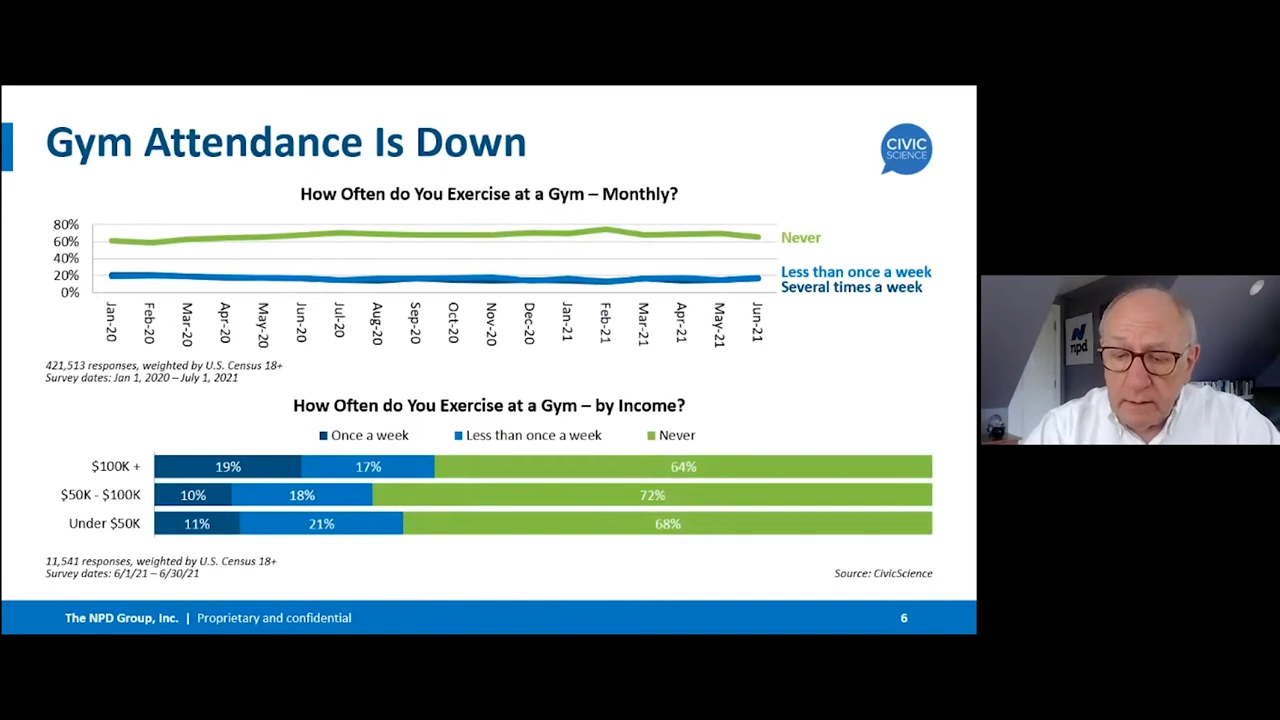 Gym Attendance Is Down
CIVIC
SCIENCE
How Often do You Exercise at a Gym – Monthly?
80%
60%
40%
20%
0%
Never
Less than once a week
Several times a week
Jan-20
Feb-20
Mar-20
Apr-20
May-20
Jun-20
Jul-20
Aug-20
Sep-20
Oct-20
Nov-20
Dec-20
Jan-21
Feb-21
Mar-21
Apr-21
May-21
Jun-21
421,513 responses, weighted by U.S. Census 18+
Survey dates: Jan 1, 2020 – July 1, 2021
How Often do You Exercise at a Gym – by Income?
Once a week Less than once a week Never
$100K + 19% 17% 64%
$50K - $100K 10% 18% 72%
Under $50K 11% 21% 68%
11,541 responses, weighted by U.S. Census 18+
Survey dates: 6/1/21 – 6/30/21
Source: CivicScience
The NPD Group, Inc. | Proprietary and confidential
6
npd